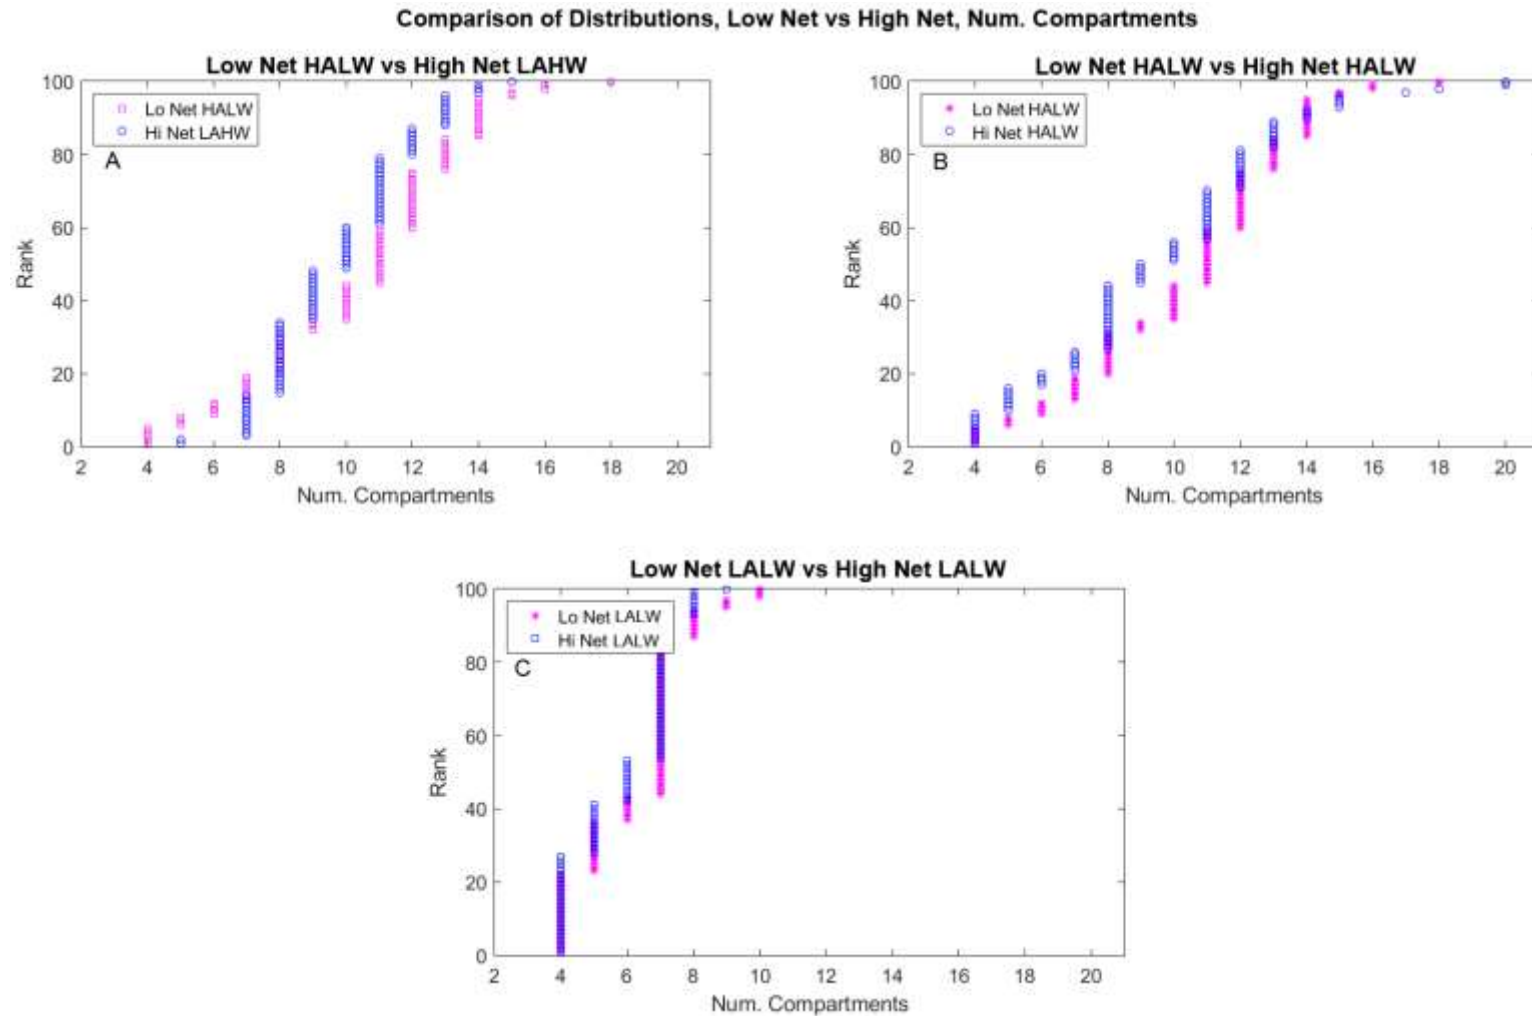 Comparison of Distributions, Low Net vs High Net, Num. Compartments
Low Net HALW vs High Net LAHW
100
80
60
40
20
0
Rank
Lo Net HALW
Hi Net LAHW
A
2 4 6 8 10 12 14 16 18 20
Num. Compartments
Low Net HALW vs High Net HALW
100
80
60
40
20
0
Rank
Lo Net HALW
Hi Net HALW
B
2 4 6 8 10 12 14 16 18 20
Num. Compartments
Low Net LALW vs High Net LALW
100
80
60
40
20
0
Rank
Lo Net LALW
Hi Net LALW
C
2 4 6 8 10 12 14 16 18 20
Num. Compartments